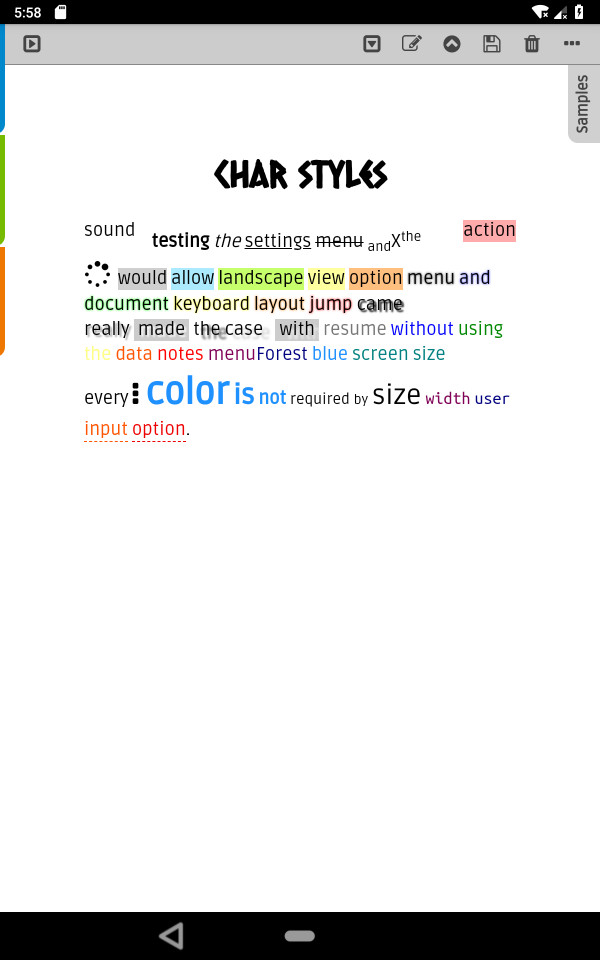 5:58
Samples
CHAR STYLES
sound testing the settings menu andXthe action
would allow landscape view option menu and
document keyboard layout jump came
really made the case with resume without using
the data notes menuForest blue screen size
every color is not required by size width user
input option.